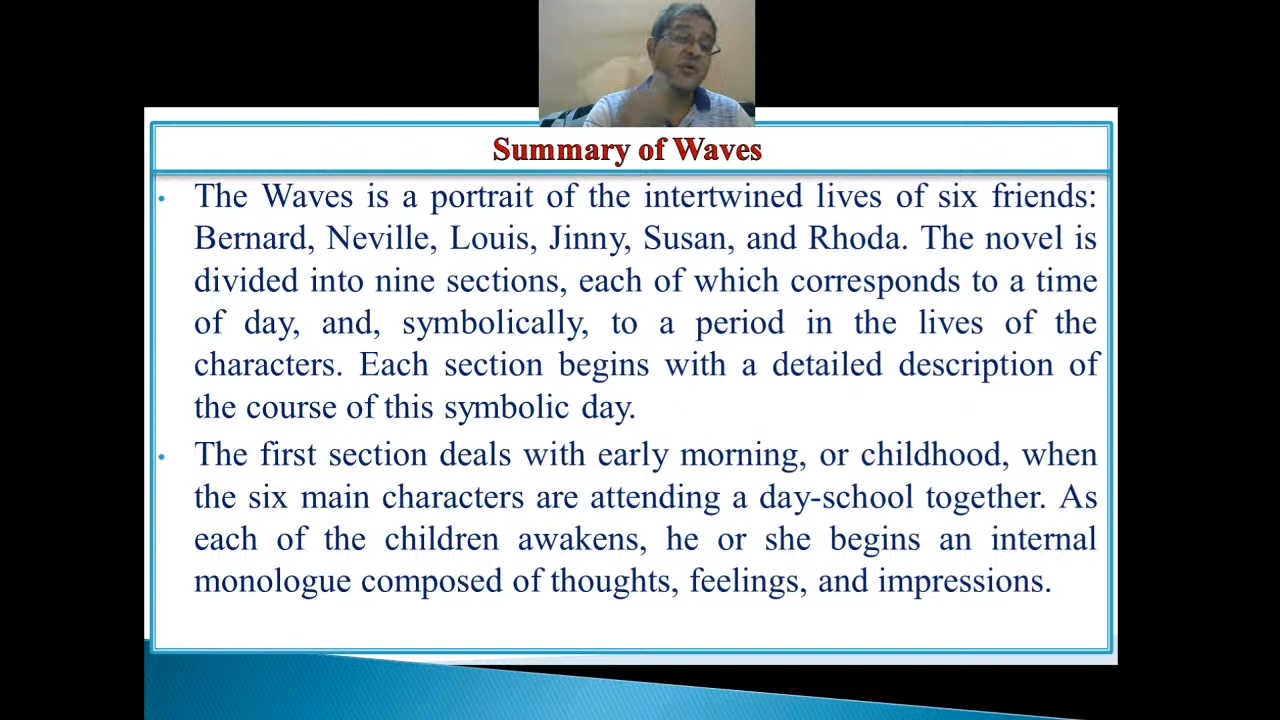 Summary of Waves
• The Waves is a portrait of the intertwined lives of six friends:
Bernard, Neville, Louis, Jinny, Susan, and Rhoda. The novel is
divided into nine sections, each of which corresponds to a time
of day, and, symbolically, to a period in the lives of the
characters. Each section begins with a detailed description of
the course of this symbolic day.
• The first section deals with early morning, or childhood, when
the six main characters are attending a day-school together. As
each of the children awakens, he or she begins an internal
monologue composed of thoughts, feelings, and impressions.